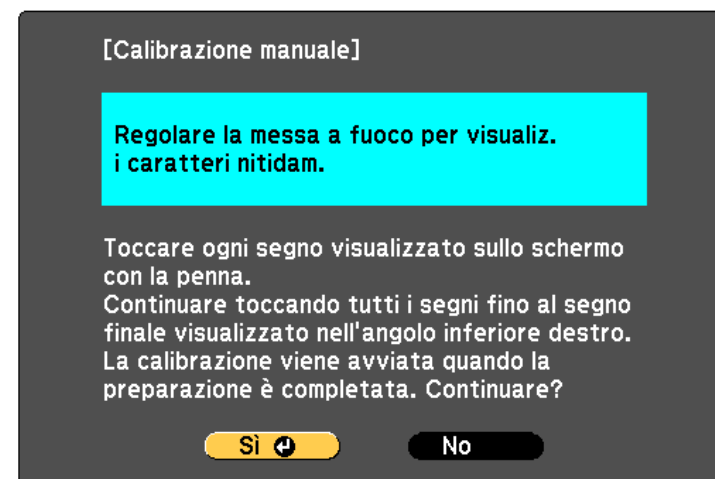 [Calibrazione manuale]
Regolare la messa a fuoco per visualiz.
i caratteri nitidam.
Toccare ogni segno visualizzato sullo schermo
con la penna.
Continuare toccando tutti i segni fino al segno
finale visualizzato nell'angolo inferiore destro.
La calibrazione viene avviata quando la
preparazione è completata. Continuare?
Sì No